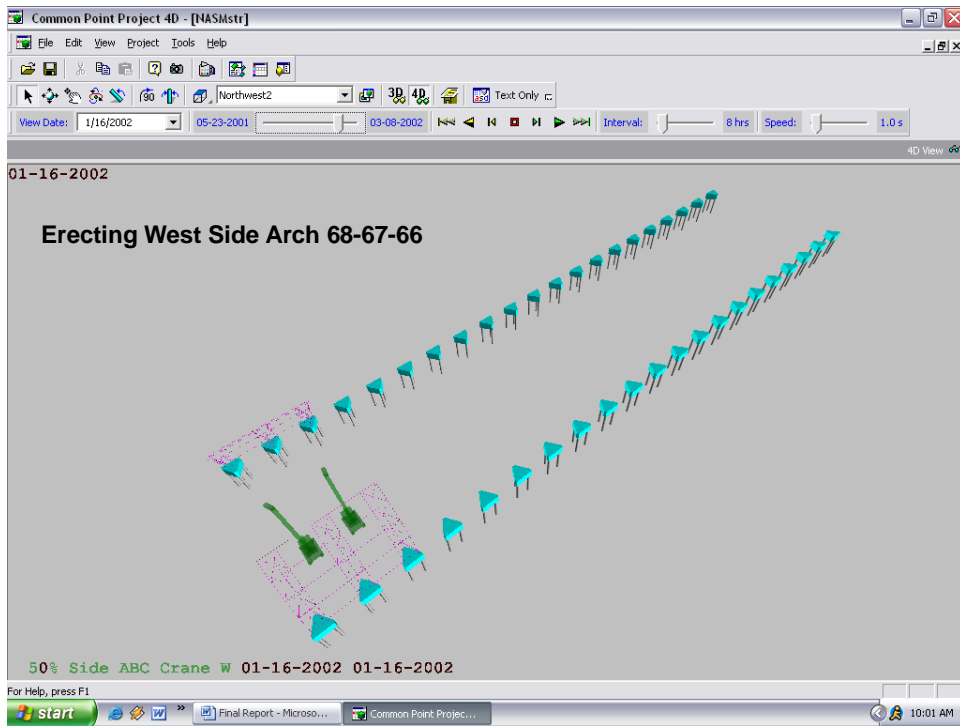 Common Point Project 4D - [NASMstr]
File Edit View Project Tools Help
90 Northwest2 3D 4D Text Only
View Date: 1/16/2002 05-23-2001 03-08-2002 Interval: 8 hrs Speed: 1.0 s
4D View
01-16-2002
Erecting West Side Arch 68-67-66
50% Side ABC Crane W 01-16-2002 01-16-2002
For Help, press F1
start Final Report - Microso... Common Point Projec... 10:01 AM